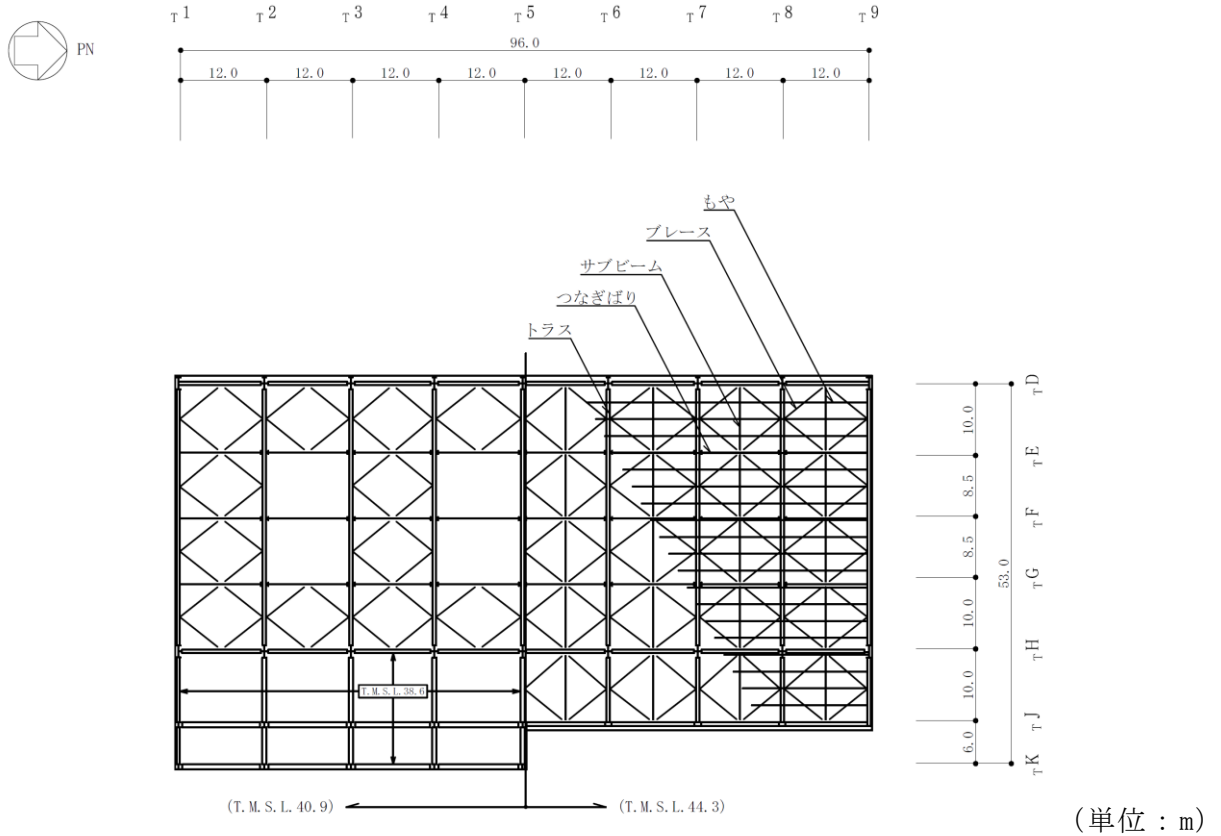 T1 T2 T3 T4 T5 T6 T7 T8 T9
PN
96.0
12.0 12.0 12.0 12.0 12.0 12.0 12.0 12.0
もや
ブレース
サブビーム
つなぎばり
トラス
TD
10.0
TE
8.5
TF
8.5
53.0
TG
10.0
TH
10.0
TJ
6.0
TK
T.M.S.L.38.6
(T.M.S.L.40.9) (T.M.S.L.44.3)
(単位:m)